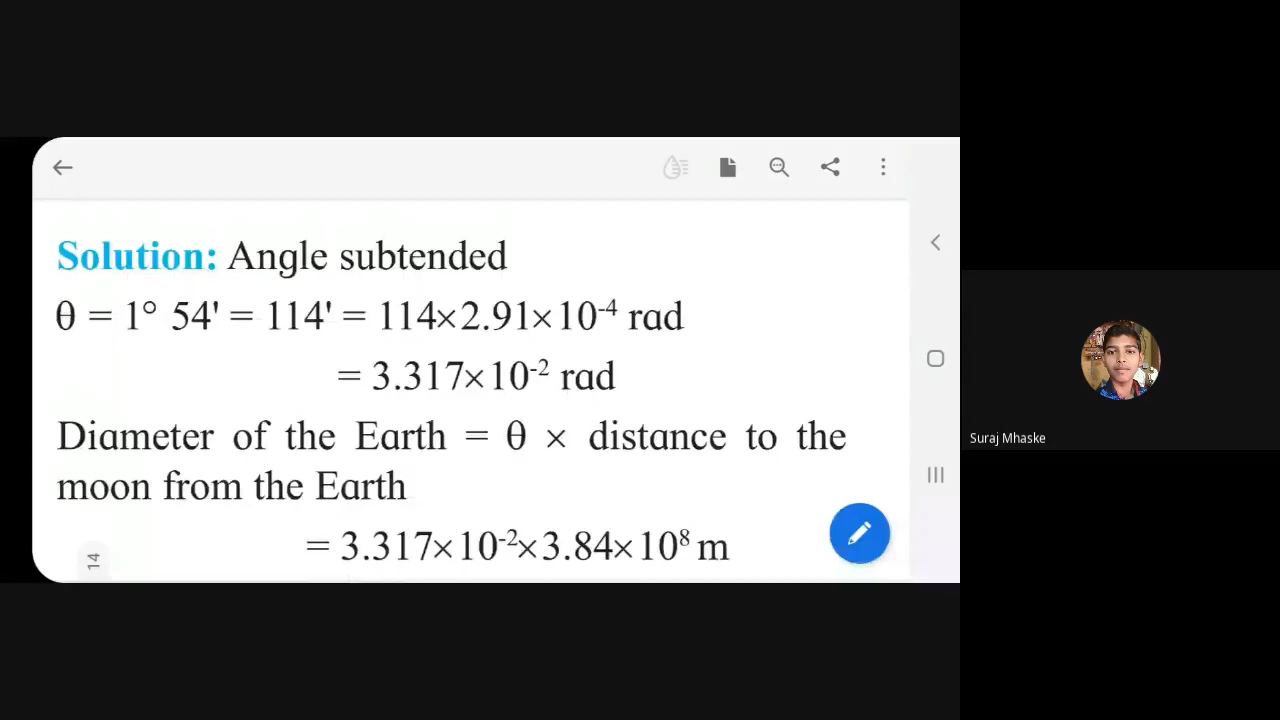 Solution: Angle subtended
θ = 1° 54' = 114' = 114×2.91×10⁻⁴ rad
= 3.317×10⁻² rad
Diameter of the Earth = θ × distance to the
moon from the Earth
= 3.317×10⁻²×3.84×10⁸ m
14
Suraj Mhaske